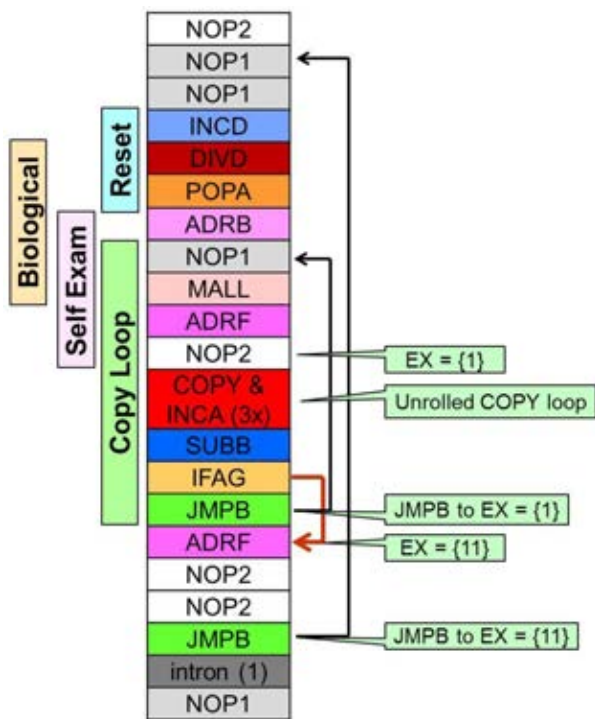 NOP2
NOP1
NOP1
INCD
DIVD
POPA
ADRB
NOP1
MALL
ADRF
NOP2
COPY &
INCA (3x)
SUBB
IFAG
JMPB
ADRF
NOP2
NOP2
JMPB
intron (1)
NOP1
Biological
Self Exam
Reset
Copy Loop
EX = {1}
Unrolled COPY loop
JMPB to EX = {1}
EX = {11}
JMPB to EX = {11}